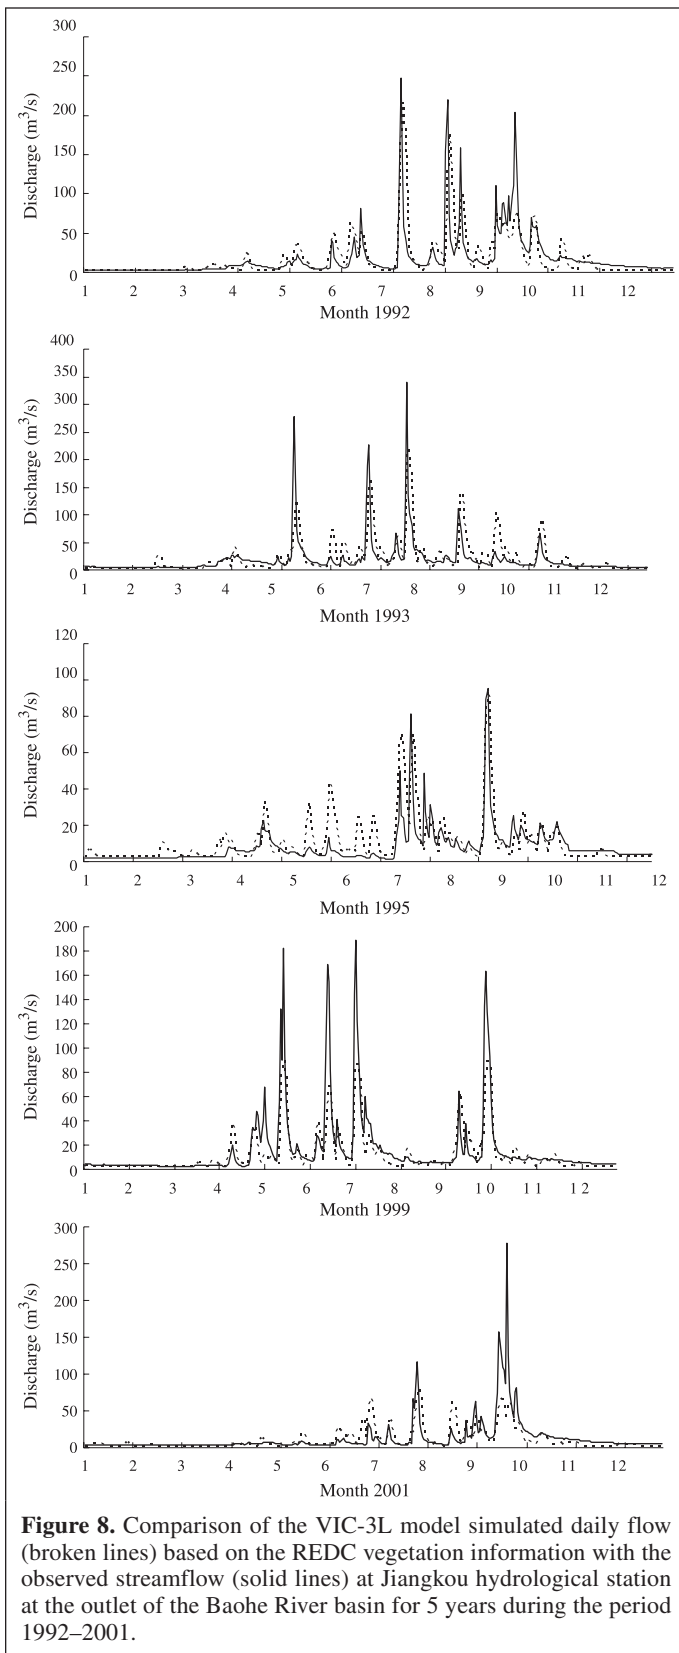 300
250
200
150
100
50
0
Discharge (m³/s)
1 2 3 4 5 6 7 8 9 10 11 12
Month 1992
400
350
300
250
200
150
100
50
0
Discharge (m³/s)
1 2 3 4 5 6 7 8 9 10 11 12
Month 1993
120
100
80
60
40
20
0
Discharge (m³/s)
1 2 3 4 5 6 7 8 9 10 11 12
Month 1995
200
180
160
140
120
100
80
60
40
20
0
Discharge (m³/s)
1 2 3 4 5 6 7 8 9 10 11 12
Month 1999
300
250
200
150
100
50
0
Discharge (m³/s)
1 2 3 4 5 6 7 8 9 10 11 12
Month 2001
Figure 8. Comparison of the VIC-3L model simulated daily flow
(broken lines) based on the REDC vegetation information with the
observed streamflow (solid lines) at Jiangkou hydrological station
at the outlet of the Baohe River basin for 5 years during the period
1992–2001.